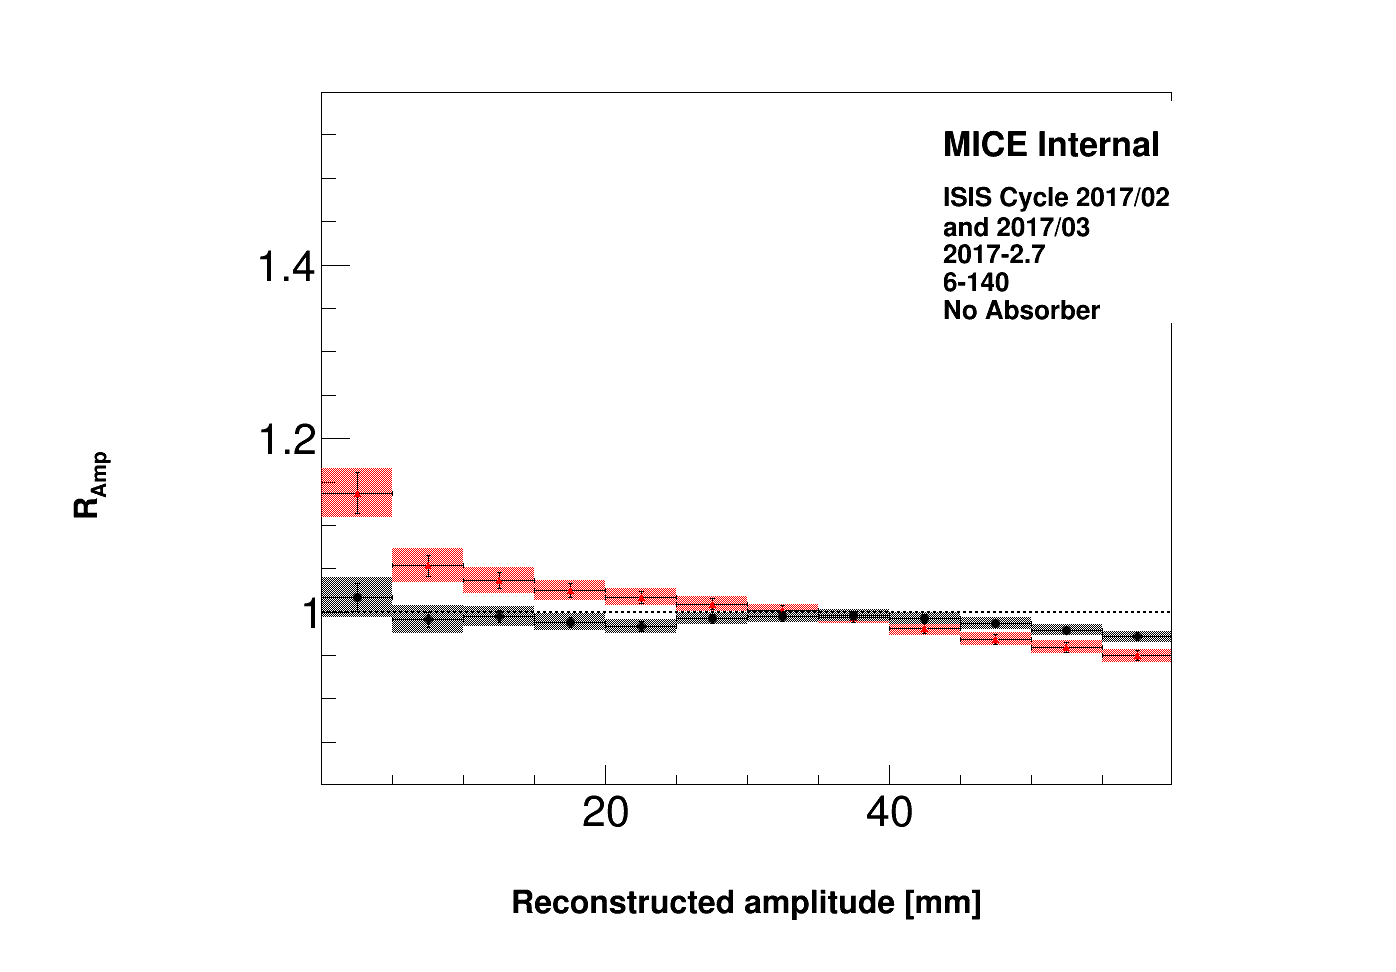 MICE Internal
ISIS Cycle 2017/02
and 2017/03
2017-2.7
6-140
No Absorber
1.4
1.2
1
R_Amp
20
40
Reconstructed amplitude [mm]